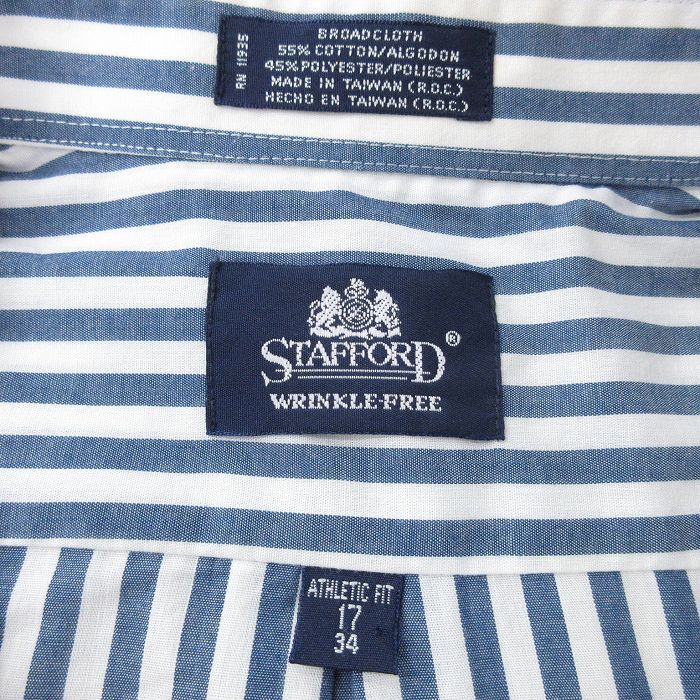 RN 11935
BROADCLOTH
55% COTTON/ALGODON
45% POLYESTER/POLIESTER
MADE IN TAIWAN (R.O.C.)
HECHO EN TAIWAN (R.O.C.)
STAFFORD®
WRINKLE-FREE
ATHLETIC FIT
17
34